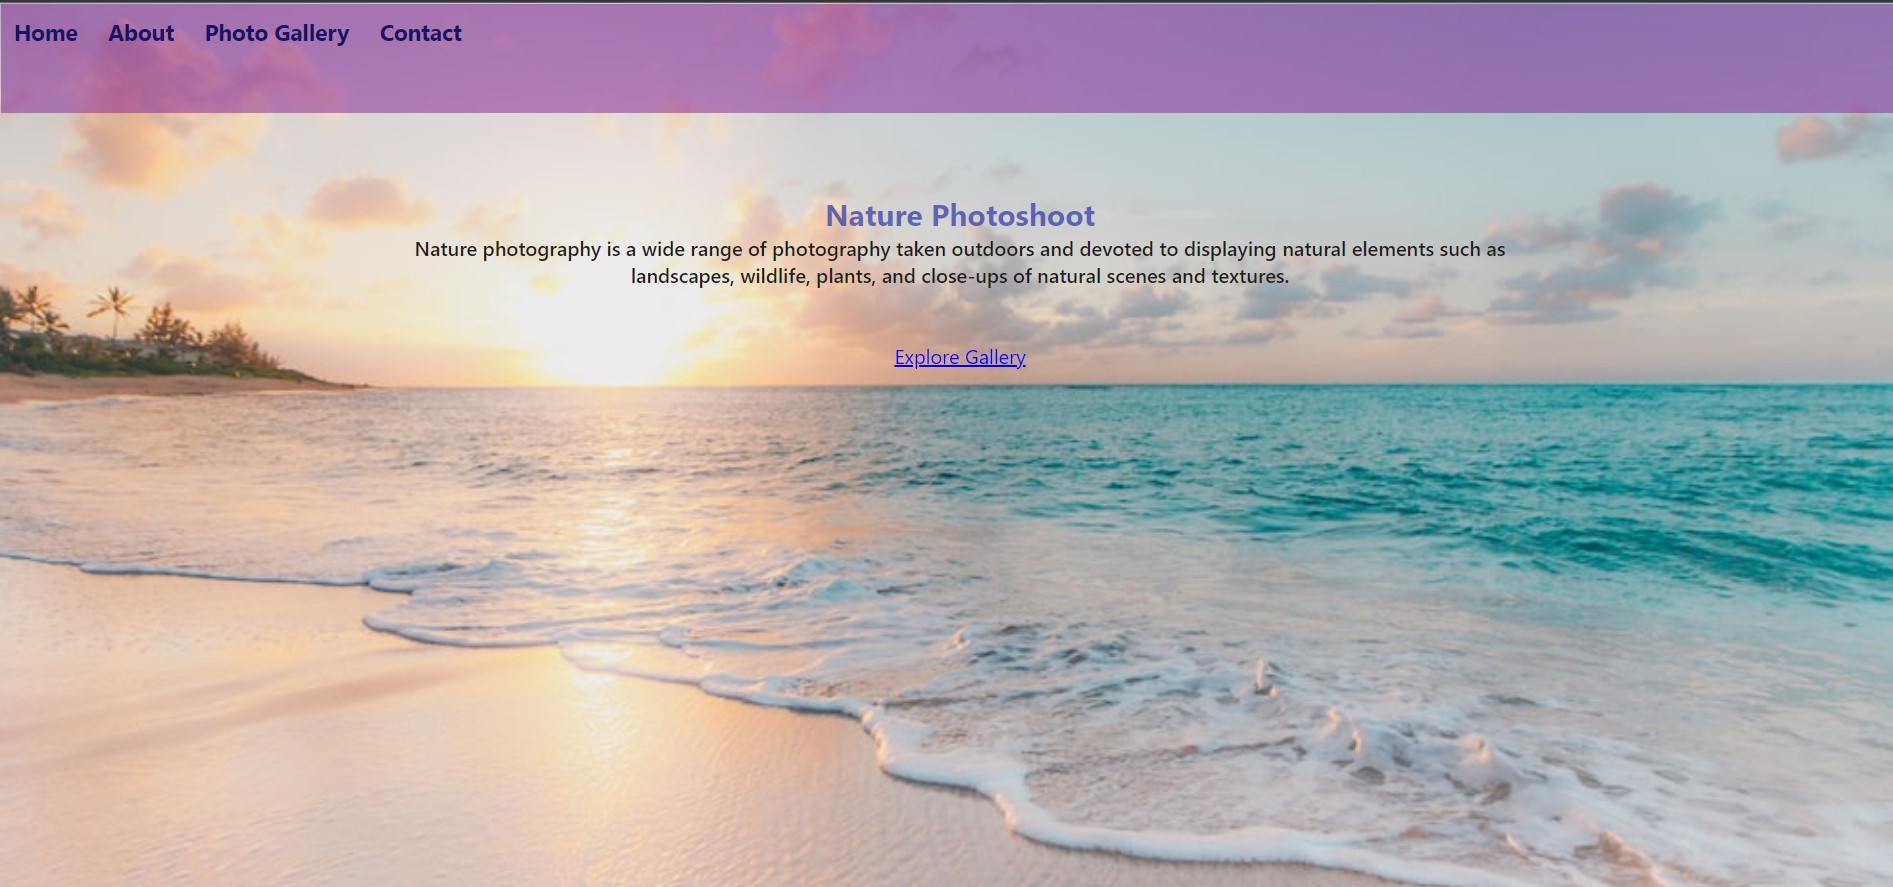 Home About Photo Gallery Contact
Nature Photoshoot
Nature photography is a wide range of photography taken outdoors and devoted to displaying natural elements such as
landscapes, wildlife, plants, and close-ups of natural scenes and textures.
Explore Gallery